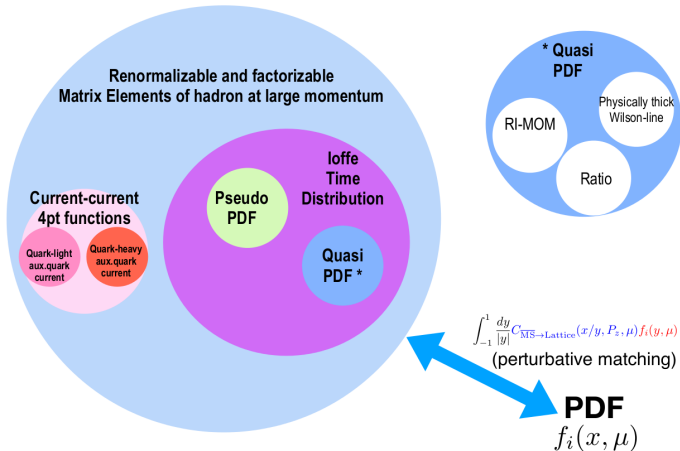 Renormalizable and factorizable
Matrix Elements of hadron at large momentum
Ioffe
Time
Distribution
Pseudo
PDF
Quasi
PDF *
Current-current
4pt functions
Quark-light
aux.quark
current
Quark-heavy
aux.quark
current
* Quasi
PDF
RI-MOM
Physically thick
Wilson-line
Ratio
∫_{-1}^{1} \frac{dy}{|y|} C_{\overline{MS}→Lattice}(x/y, P_z, μ) f_i(y, μ)
(perturbative matching)
PDF
f_i(x, μ)